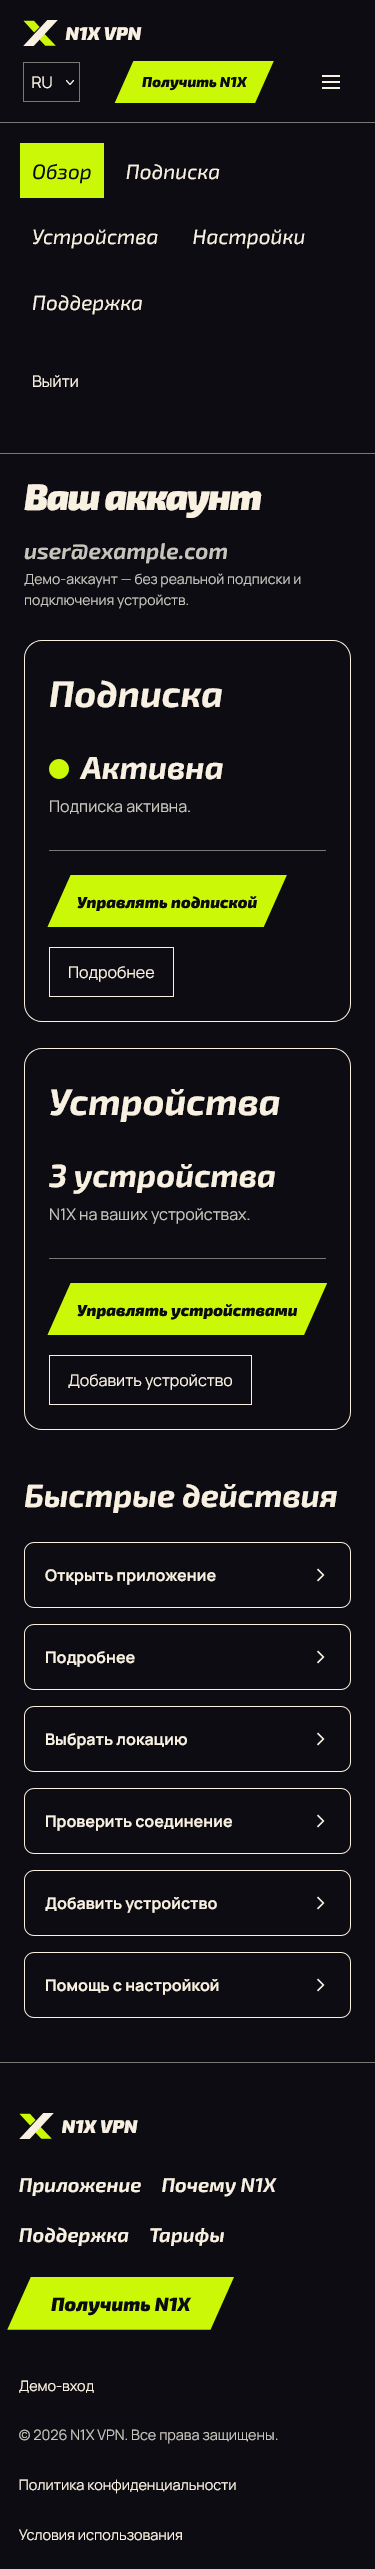 N1X VPN
RU
Получить N1X
Обзор
Подписка
Устройства
Настройки
Поддержка
Выйти
Ваш аккаунт
user@example.com
Демо-аккаунт — без реальной подписки и
подключения устройств.
Подписка
Активна
Подписка активна.
Управлять подпиской
Подробнее
Устройства
3 устройства
N1X на ваших устройствах.
Управлять устройствами
Добавить устройство
Быстрые действия
Открыть приложение
Подробнее
Выбрать локацию
Проверить соединение
Добавить устройство
Помощь с настройкой
N1X VPN
Приложение
Почему N1X
Поддержка
Тарифы
Получить N1X
Демо-вход
© 2026 N1X VPN. Все права защищены.
Политика конфиденциальности
Условия использования